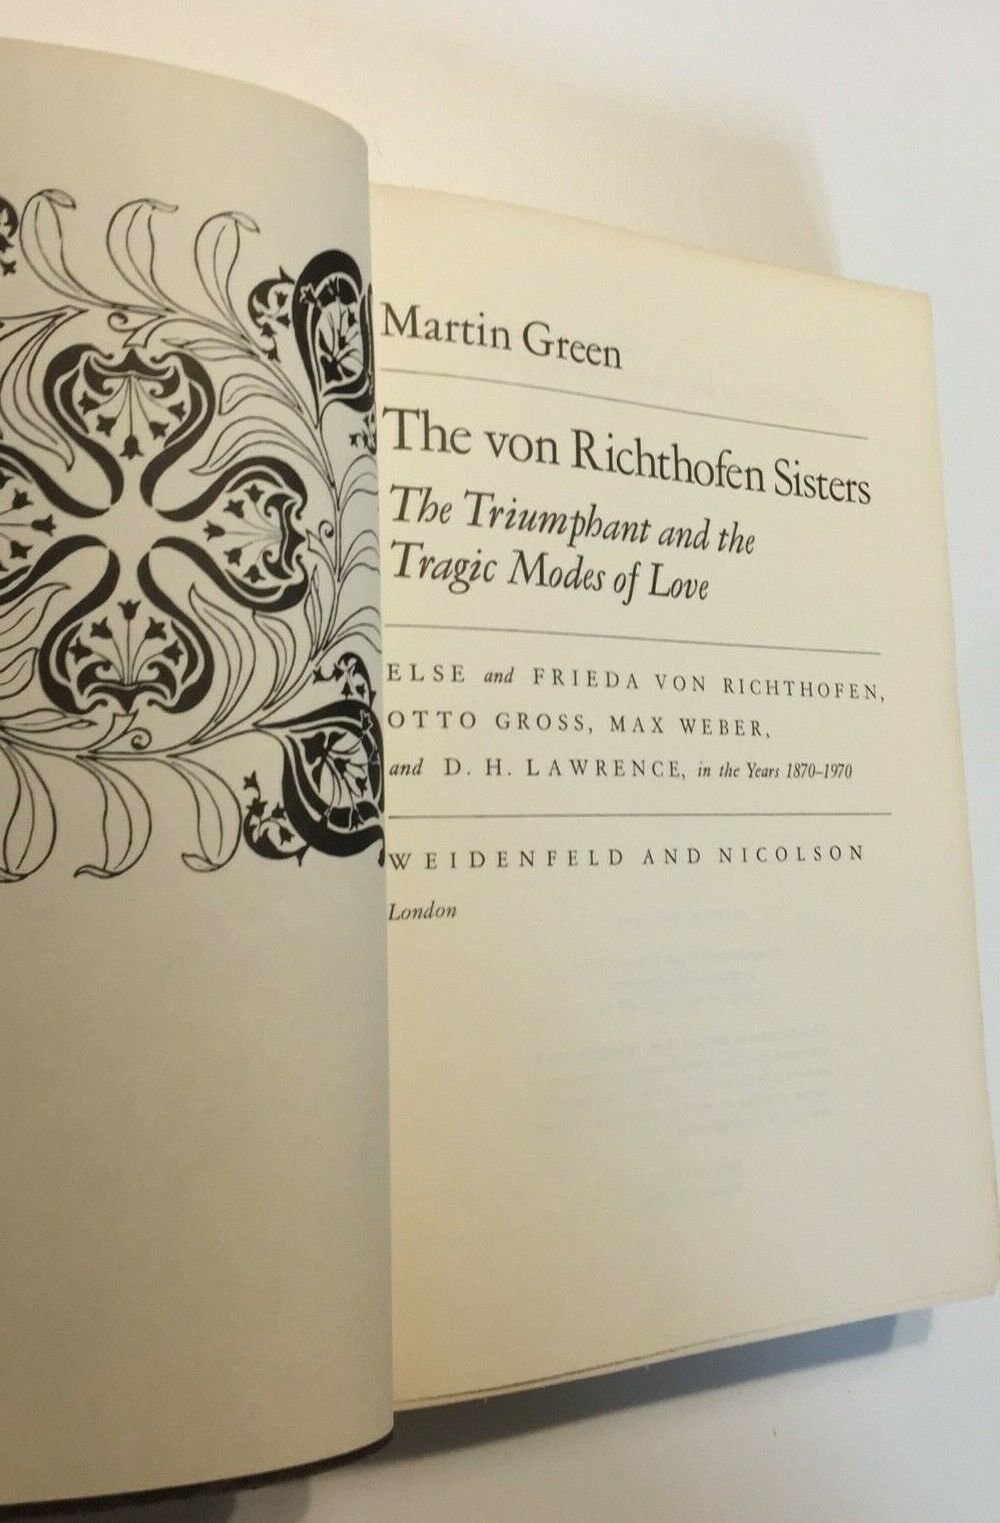 Martin Green
The von Richthofen Sisters
The Triumphant and the
Tragic Modes of Love
ELSE and FRIEDA VON RICHTHOFEN,
OTTO GROSS, MAX WEBER,
and D. H. LAWRENCE, in the Years 1870–1970
WEIDENFELD AND NICOLSON
London